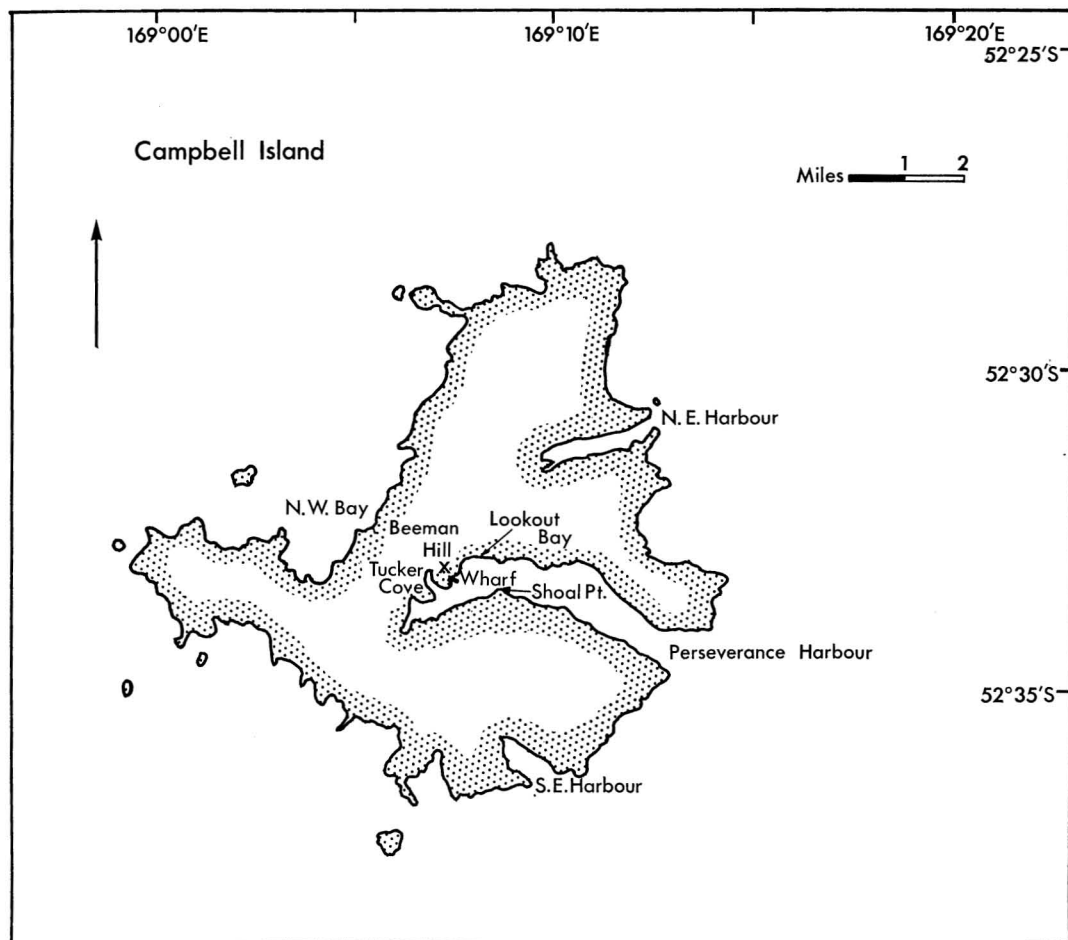 169°00'E
169°10'E
169°20'E
52°25'S
Campbell Island
1 2
Miles
52°30'S
N.E. Harbour
N.W. Bay
Beeman
Hill
Lookout
Bay
Tucker
Cove
x
Wharf
Shoal Pt.
Perseverance Harbour
52°35'S
S.E. Harbour